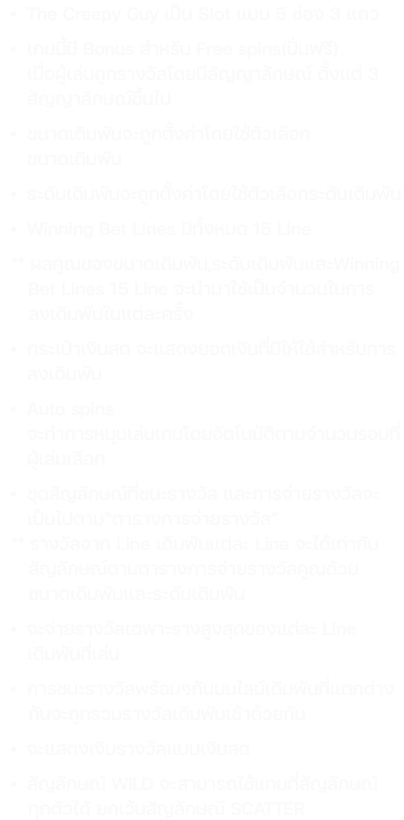 • The Creepy Guy เป็น Slot แบบ 5 ช่อง 3 แถว
• เกมนี้มี Bonus สำหรับ Free spins(ปั่นฟรี)
เมื่อผู้เล่นถูกรางวัลโดยมีสัญญาลักษณ์ ตั้งแต่ 3
สัญญาลักษณ์ขึ้นไป
• ขนาดเดิมพันจะถูกตั้งค่าโดยใช้ตัวเลือก
ขนาดเดิมพัน
• ระดับเดิมพันจะถูกตั้งค่าโดยใช้ตัวเลือกระดับเดิมพัน
• Winning Bet Lines มีทั้งหมด 15 Line
** ผลคูณของขนาดเดิมพัน,ระดับเดิมพันและWinning
Bet Lines 15 Line จะนำมาใช้เป็นจำนวนในการ
ลงเดิมพันในแต่ละครั้ง
• กระเป๋าเงินสด จะแสดงยอดเงินที่มีให้ใช้สำหรับการ
ลงเดิมพัน
• Auto spins
จะทำการหมุนเล่นเกมโดยอัตโนมัติตามจำนวนรอบที่
ผู้เล่นเลือก
• ชุดสัญลักษณ์ที่ชนะรางวัล และการจ่ายรางวัลจะ
เป็นไปตาม"ตารางการจ่ายรางวัล"
** รางวัลจาก Line เดิมพันแต่ละ Line จะได้เท่ากับ
สัญลักษณ์ตามตารางการจ่ายรางวัลคูณด้วย
ขนาดเดิมพันและระดับเดิมพัน
• จะจ่ายรางวัลเฉพาะรางสูงสุดของแต่ละ Line
เดิมพันที่เล่น
• การชนะรางวัลพร้อมกันบนไลน์เดิมพันที่แตกต่าง
กันจะถูกรวมรางวัลเดิมพันเข้าด้วยกัน
• จะแสดงเงินรางวัลแบบเงินสด
• สัญลักษณ์ WILD จะสามารถใช้แทนที่สัญลักษณ์
ทุกตัวได้ ยกเว้นสัญลักษณ์ SCATTER